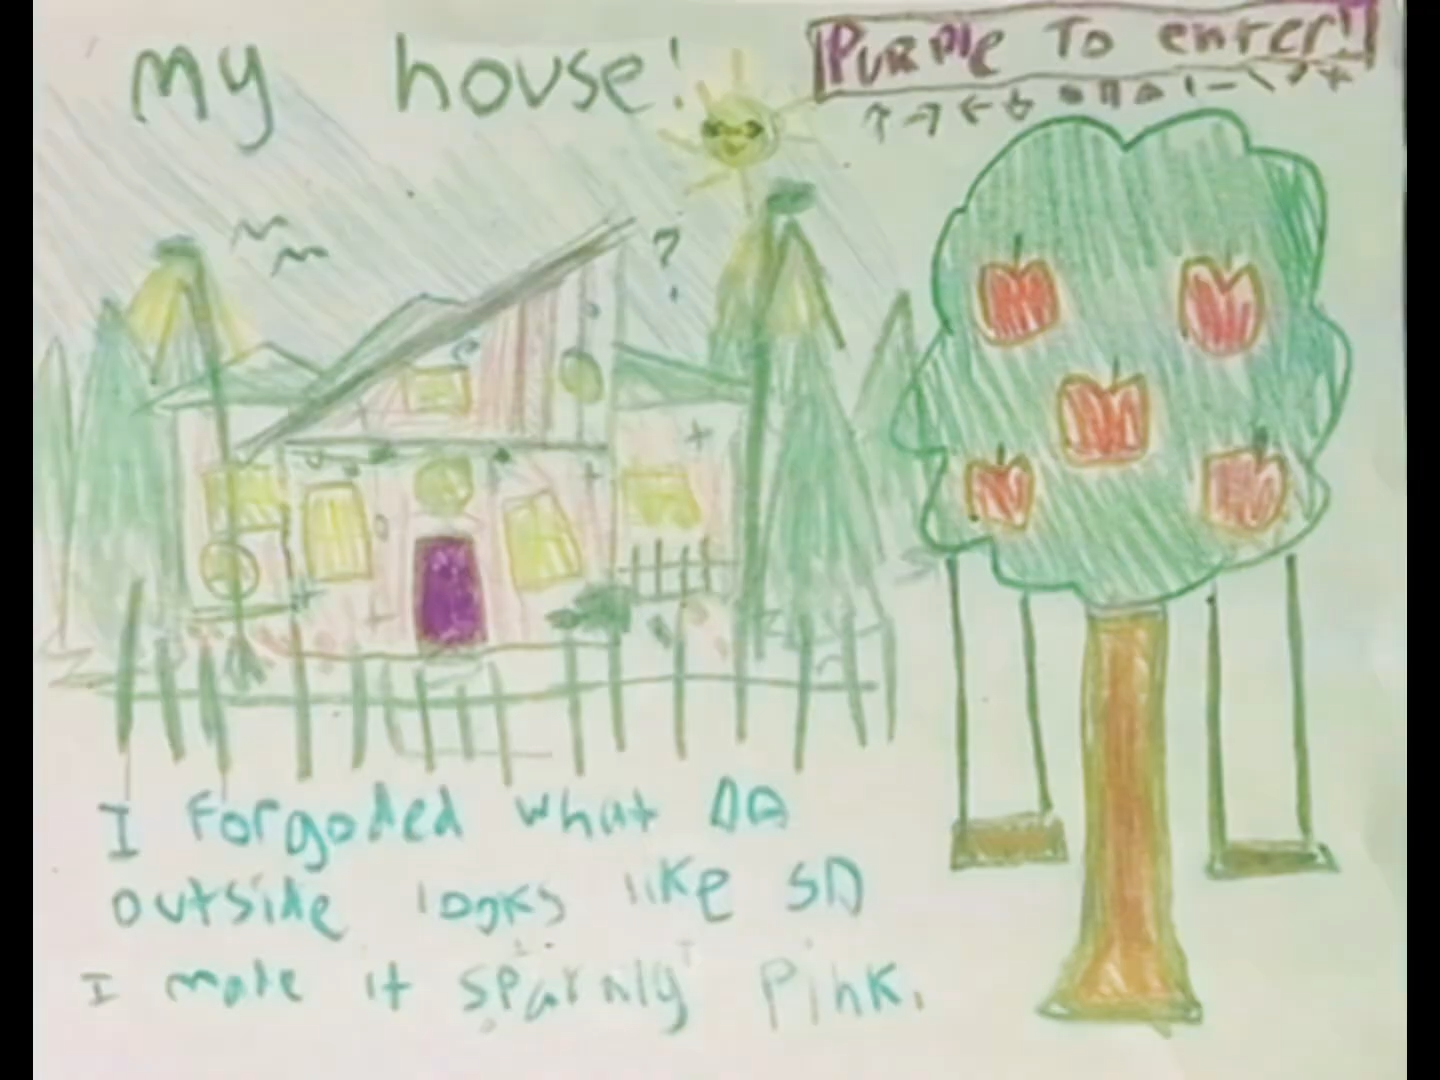 my house!
PURPle To enter!
?
I Forgoded what DA
outside looks like SO
I made it sparkly Pink.